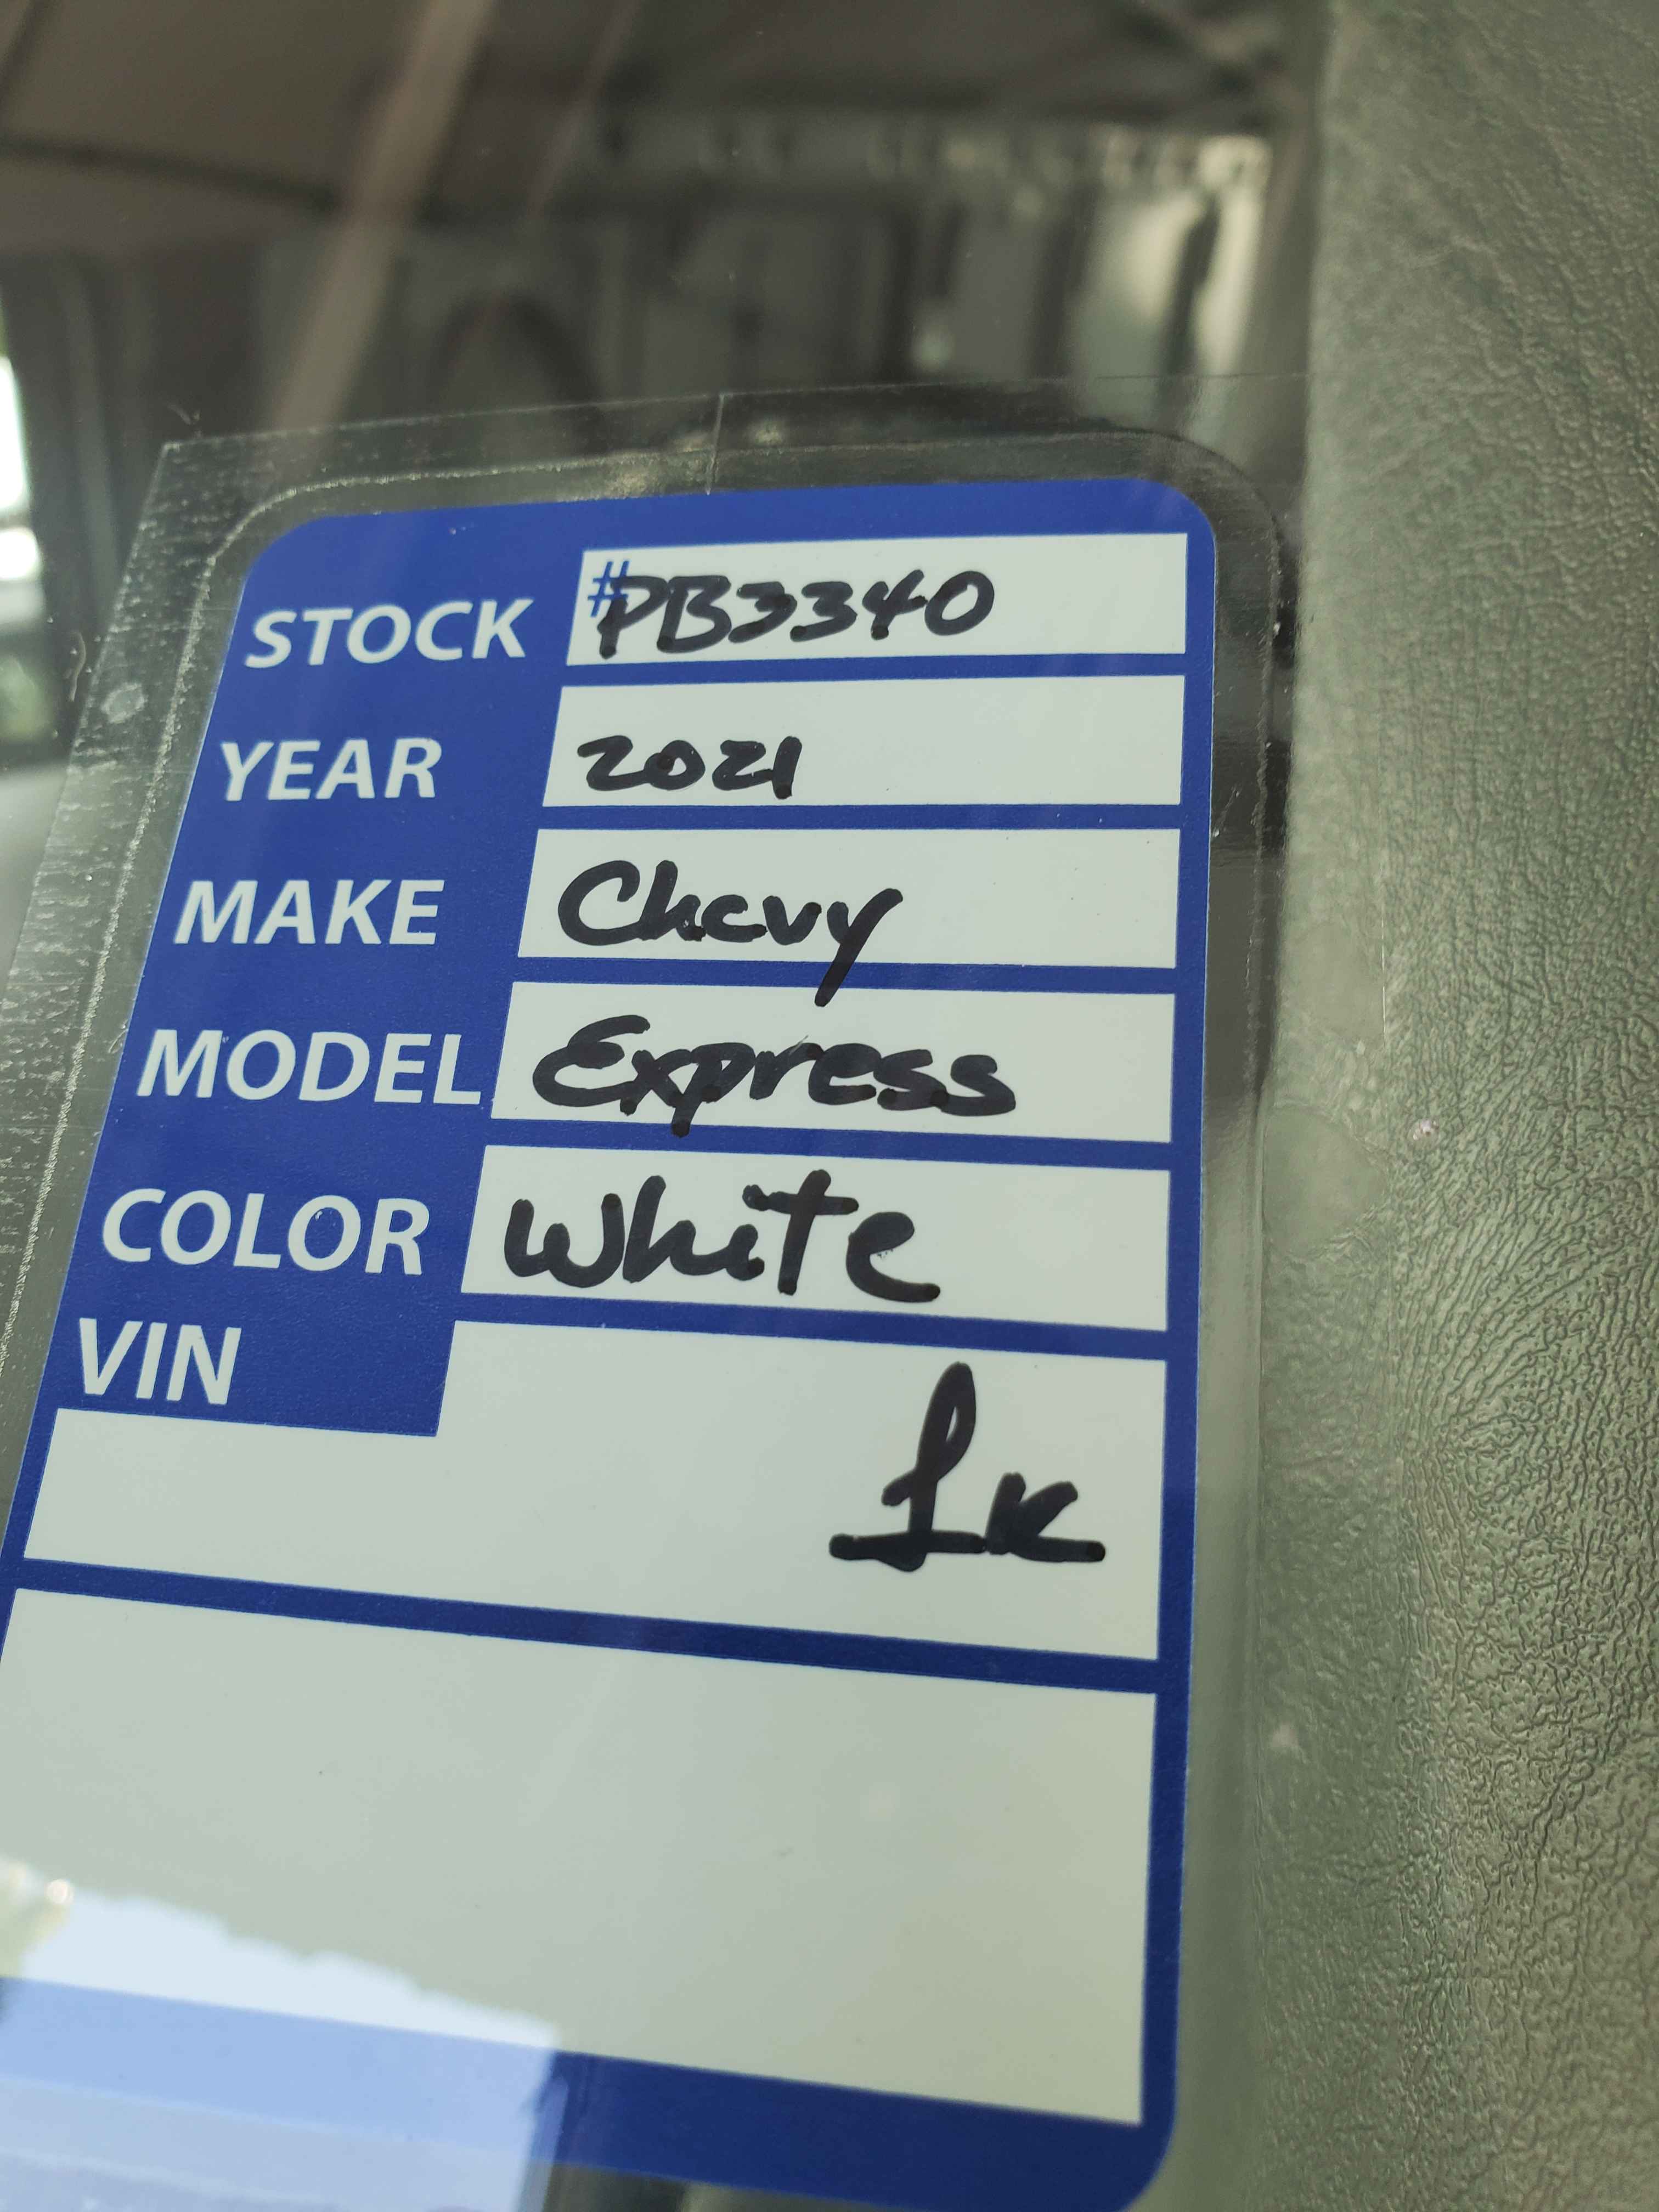 STOCK #PB3340
YEAR 2021
MAKE Chevy
MODEL Express
COLOR White
VIN
1K